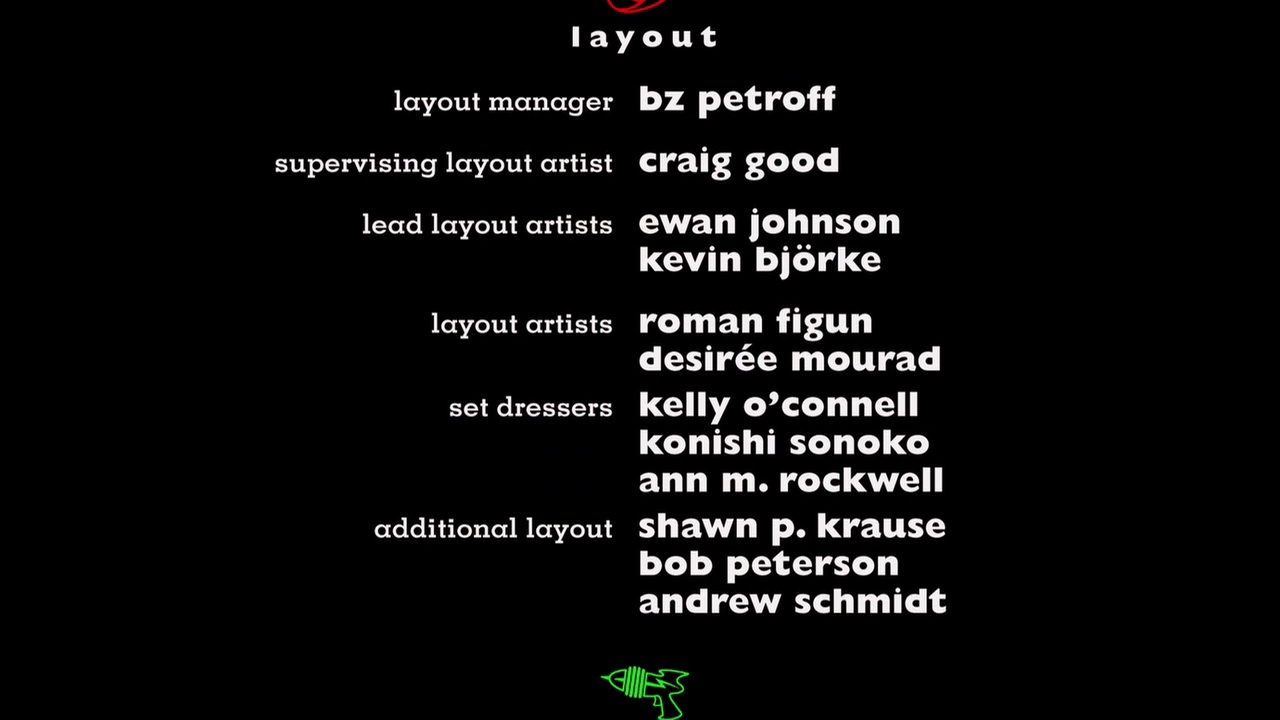 layout
layout manager bz petroff
supervising layout artist craig good
lead layout artists ewan johnson
kevin björke
layout artists roman figun
desirée mourad
set dressers kelly o’connell
konishi sonoko
ann m. rockwell
additional layout shawn p. krause
bob peterson
andrew schmidt